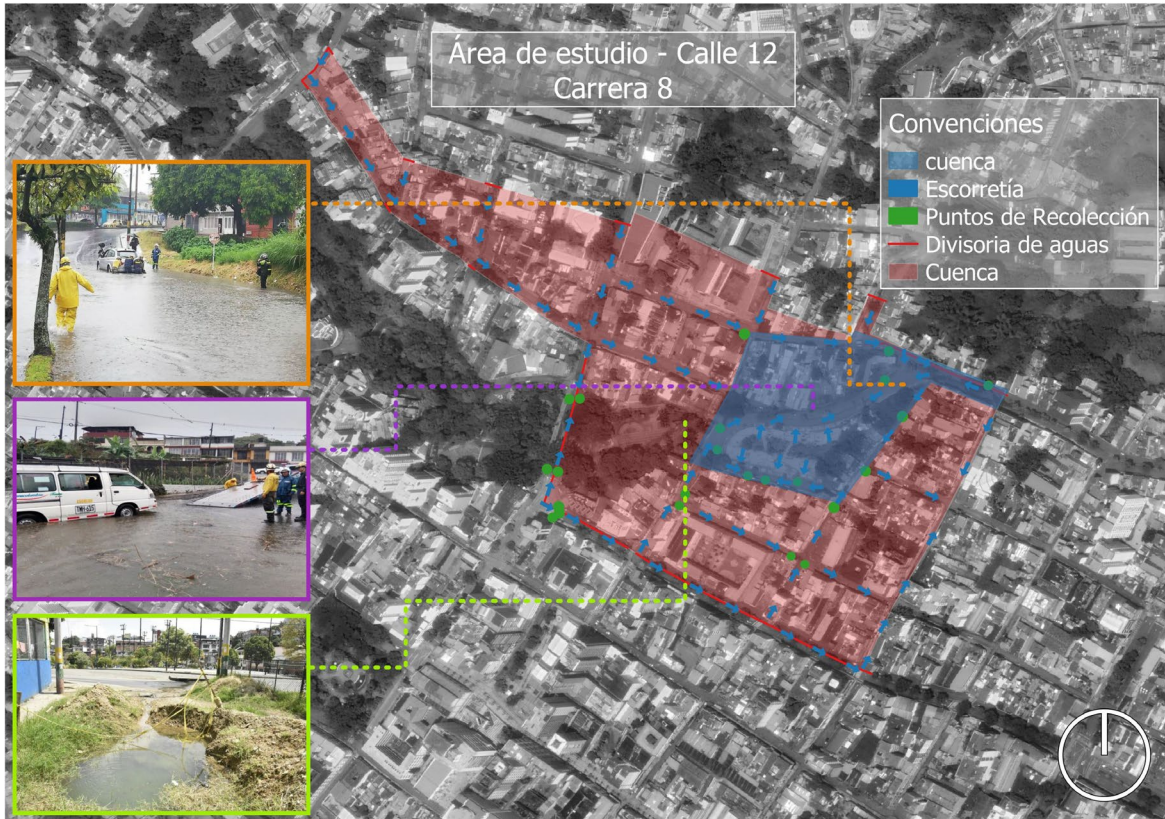 Área de estudio - Calle 12
Carrera 8
Convenciones
cuenca
Escorretía
Puntos de Recolección
Divisoria de aguas
Cuenca